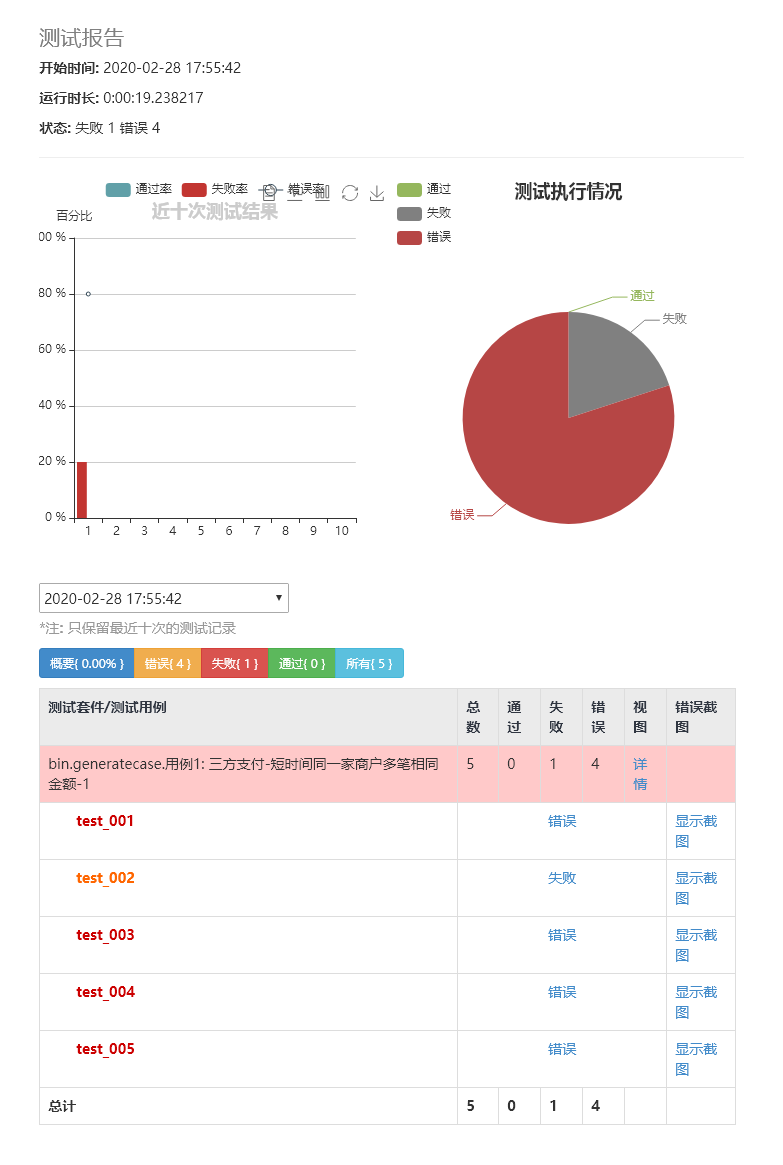 测试报告
开始时间: 2020-02-28 17:55:42
运行时长: 0:00:19.238217
状态: 失败 1 错误 4
通过率 失败率 错误率
近十次测试结果
百分比
00 %
80 %
60 %
40 %
20 %
0 %
1 2 3 4 5 6 7 8 9 10
通过
失败
错误
测试执行情况
通过
失败
错误
2020-02-28 17:55:42
*注: 只保留最近十次的测试记录
概要{ 0.00% } 错误{ 4 } 失败{ 1 } 通过{ 0 } 所有{ 5 }
测试套件/测试用例 总数 通过 失败 错误 视图 错误截图
bin.generatecase.用例1: 三方支付-短时间同一家商户多笔相同 5 0 1 4 详情
金额-1
test_001 错误 显示截图
test_002 失败 显示截图
test_003 错误 显示截图
test_004 错误 显示截图
test_005 错误 显示截图
总计 5 0 1 4